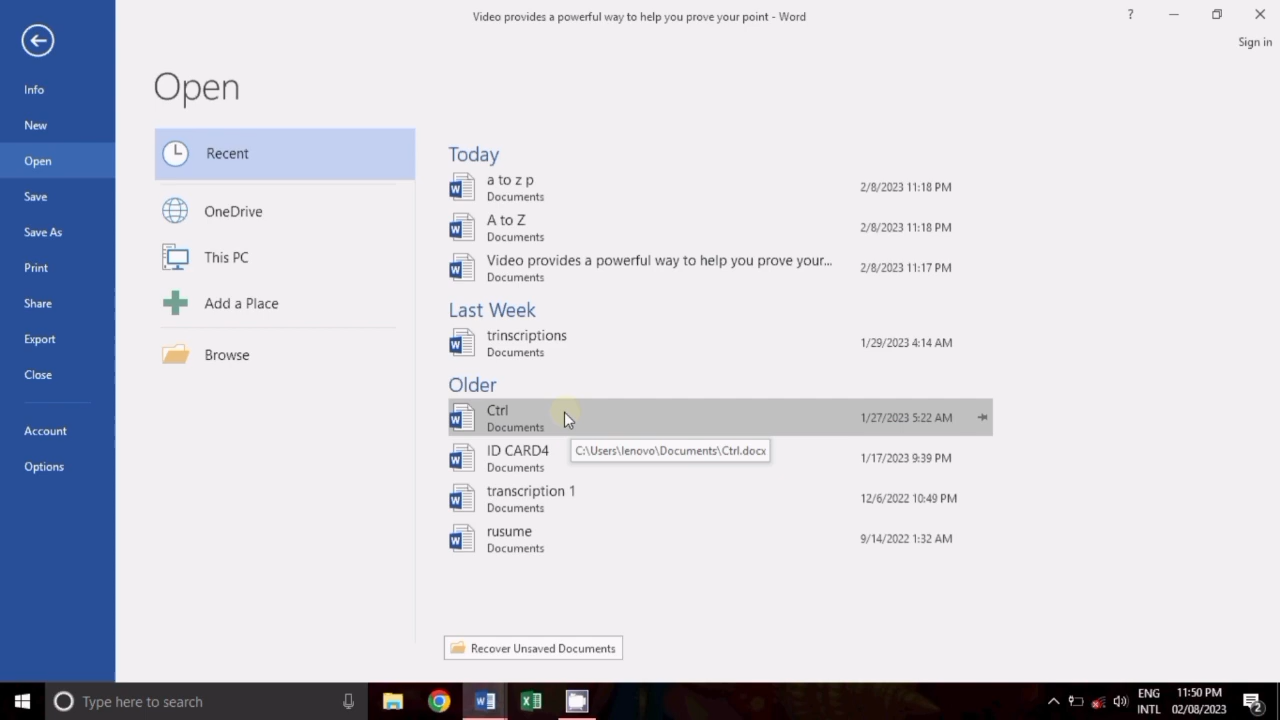 Video provides a powerful way to help you prove your point - Word
?
Sign in
Info
New
Open
Save
Save As
Print
Share
Export
Close
Account
Options
Open
Recent
OneDrive
This PC
Add a Place
Browse
Today
a to z p
Documents
2/8/2023 11:18 PM
A to Z
Documents
2/8/2023 11:18 PM
Video provides a powerful way to help you prove your...
Documents
2/8/2023 11:17 PM
Last Week
trinscriptions
Documents
1/29/2023 4:14 AM
Older
Ctrl
Documents
1/27/2023 5:22 AM
C:\Users\lenovo\Documents\Ctrl.docx
ID CARD4
Documents
1/17/2023 9:39 PM
transcription 1
Documents
12/6/2022 10:49 PM
rusume
Documents
9/14/2022 1:32 AM
Recover Unsaved Documents
Type here to search
ENG
INTL
11:50 PM
02/08/2023
2